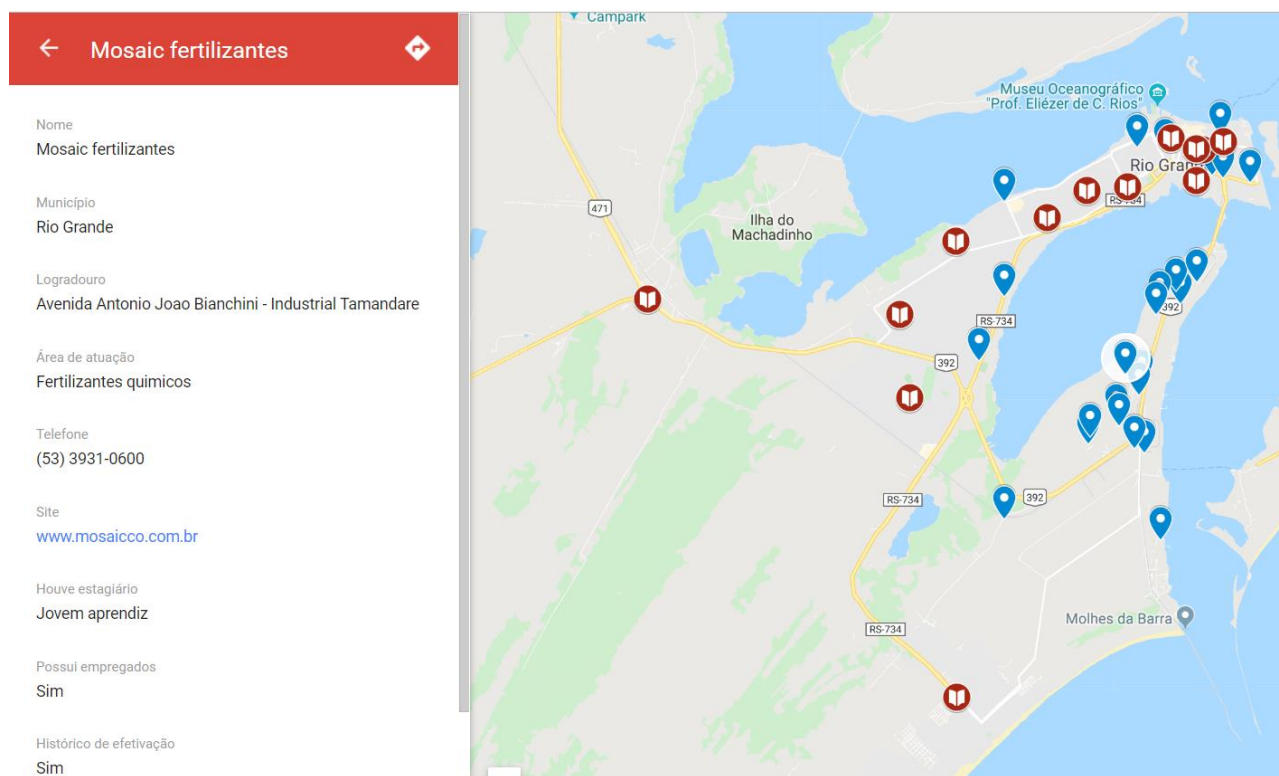 Mosaic fertilizantes
Nome
Mosaic fertilizantes
Município
Rio Grande
Logradouro
Avenida Antonio Joao Bianchini - Industrial Tamandare
Área de atuação
Fertilizantes quimicos
Telefone
(53) 3931-0600
Site
www.mosaicco.com.br
Houve estagiário
Jovem aprendiz
Possui empregados
Sim
Histórico de efetivação
Sim
Campark
Museu Oceanográfico
"Prof. Eliézer de C. Rios"
Rio Gran
471
Ilha do
Machadinho
RS-734
392
RS-734
392
RS-734
392
RS-734
Molhes da Barra